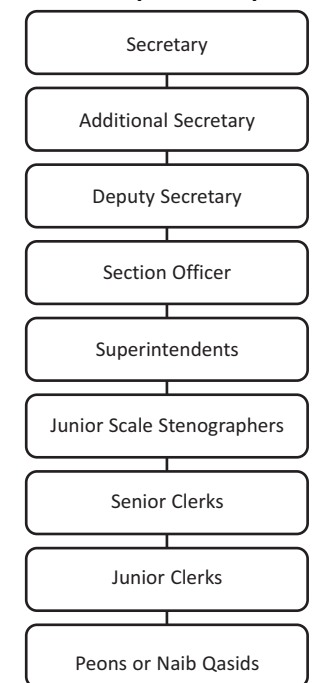 Secretary
Additional Secretary
Deputy Secretary
Section Officer
Superintendents
Junior Scale Stenographers
Senior Clerks
Junior Clerks
Peons or Naib Qasids